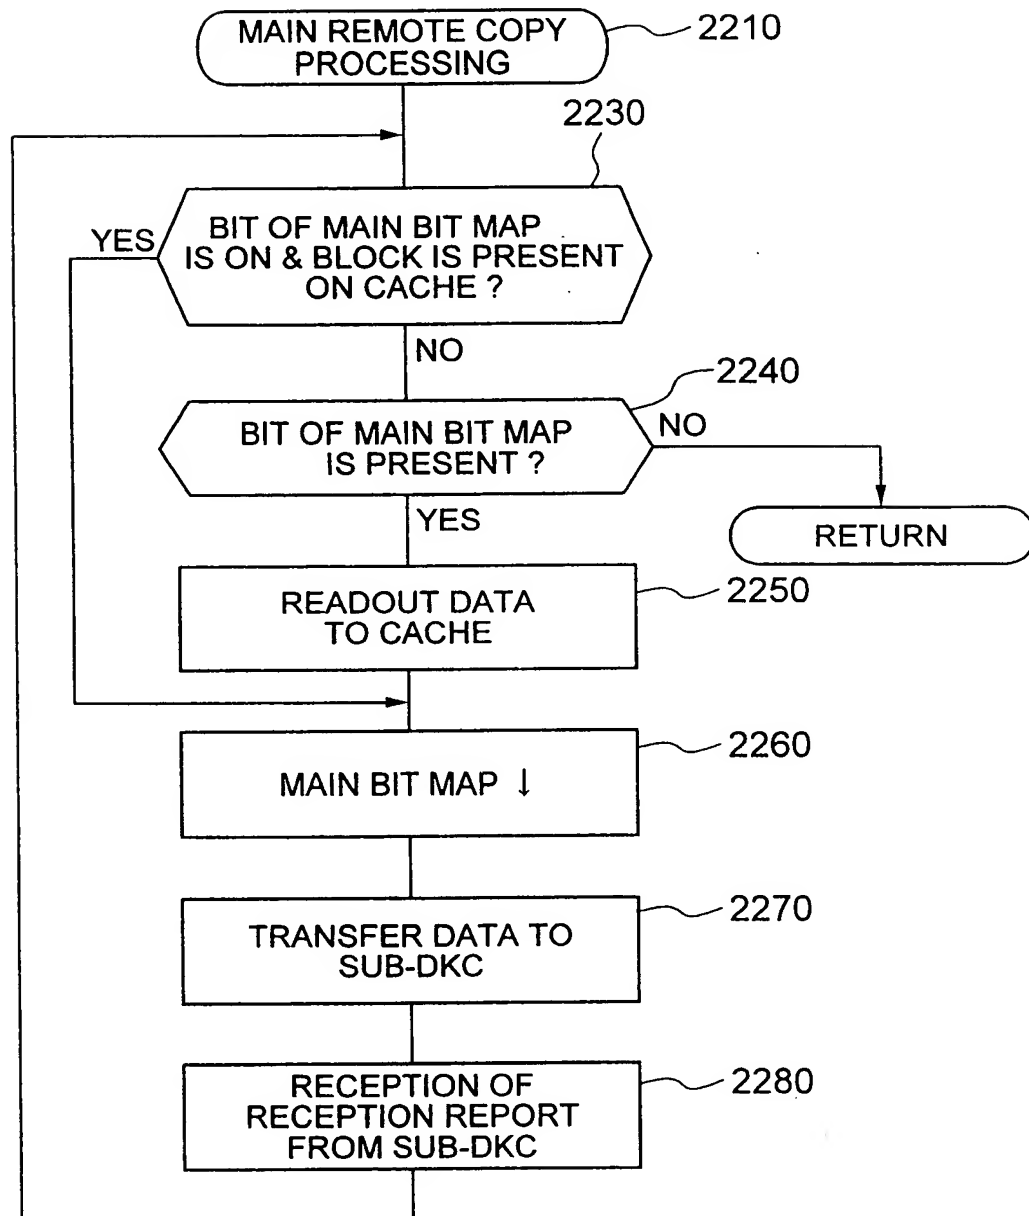 MAIN REMOTE COPY
PROCESSING
2210
2230
BIT OF MAIN BIT MAP
IS ON & BLOCK IS PRESENT
ON CACHE ?
YES
NO
2240
BIT OF MAIN BIT MAP
IS PRESENT ?
NO
YES
RETURN
2250
READOUT DATA
TO CACHE
2260
MAIN BIT MAP ↓
2270
TRANSFER DATA TO
SUB-DKC
2280
RECEPTION OF
RECEPTION REPORT
FROM SUB-DKC